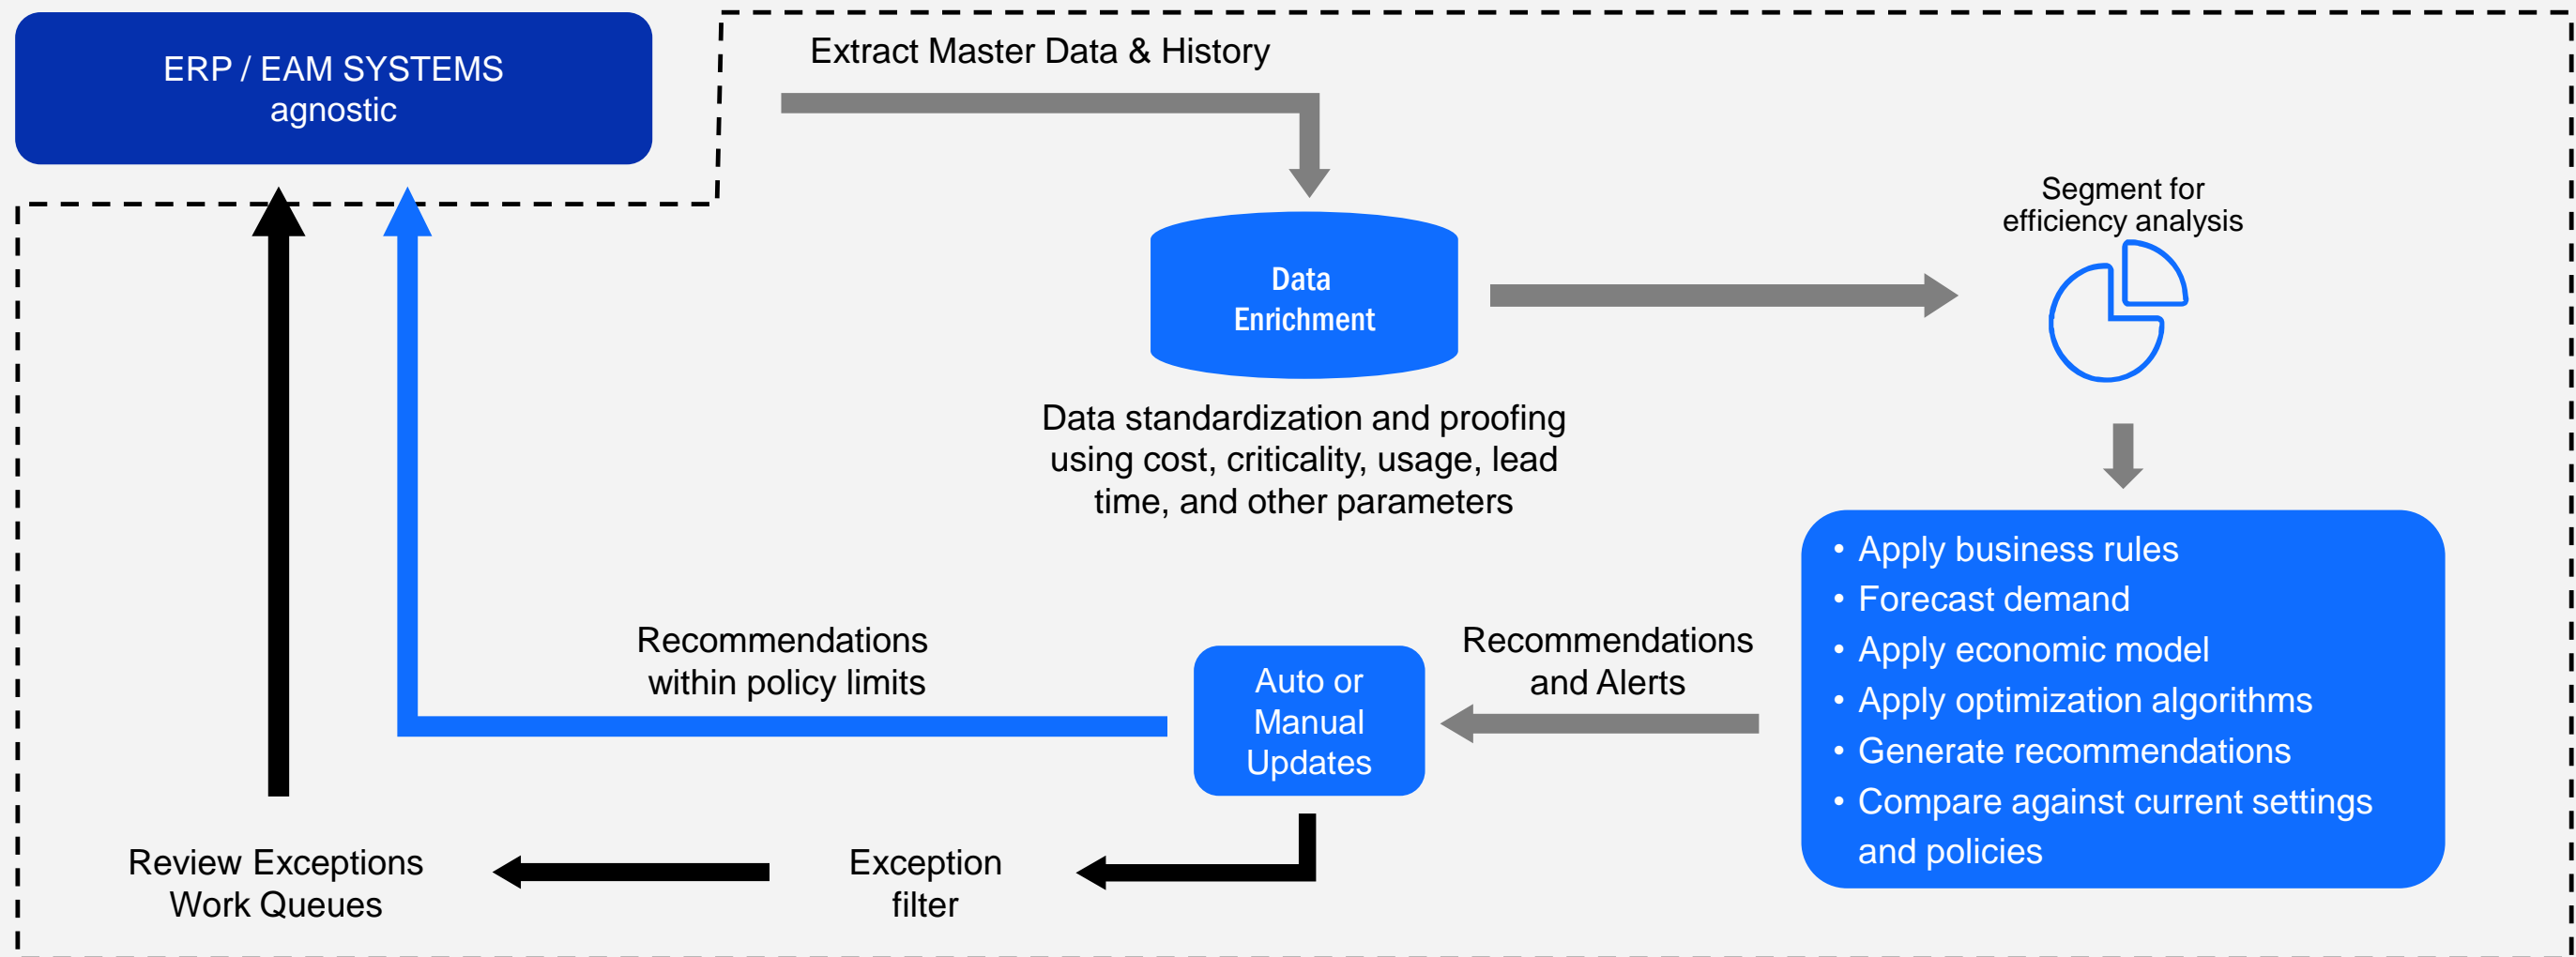 ERP / EAM SYSTEMS
agnostic
Extract Master Data & History
Data
Enrichment
Data standardization and proofing
using cost, criticality, usage, lead
time, and other parameters
Segment for
efficiency analysis
• Apply business rules
• Forecast demand
• Apply economic model
• Apply optimization algorithms
• Generate recommendations
• Compare against current settings
and policies
Recommendations
and Alerts
Auto or
Manual
Updates
Recommendations
within policy limits
Exception
filter
Review Exceptions
Work Queues